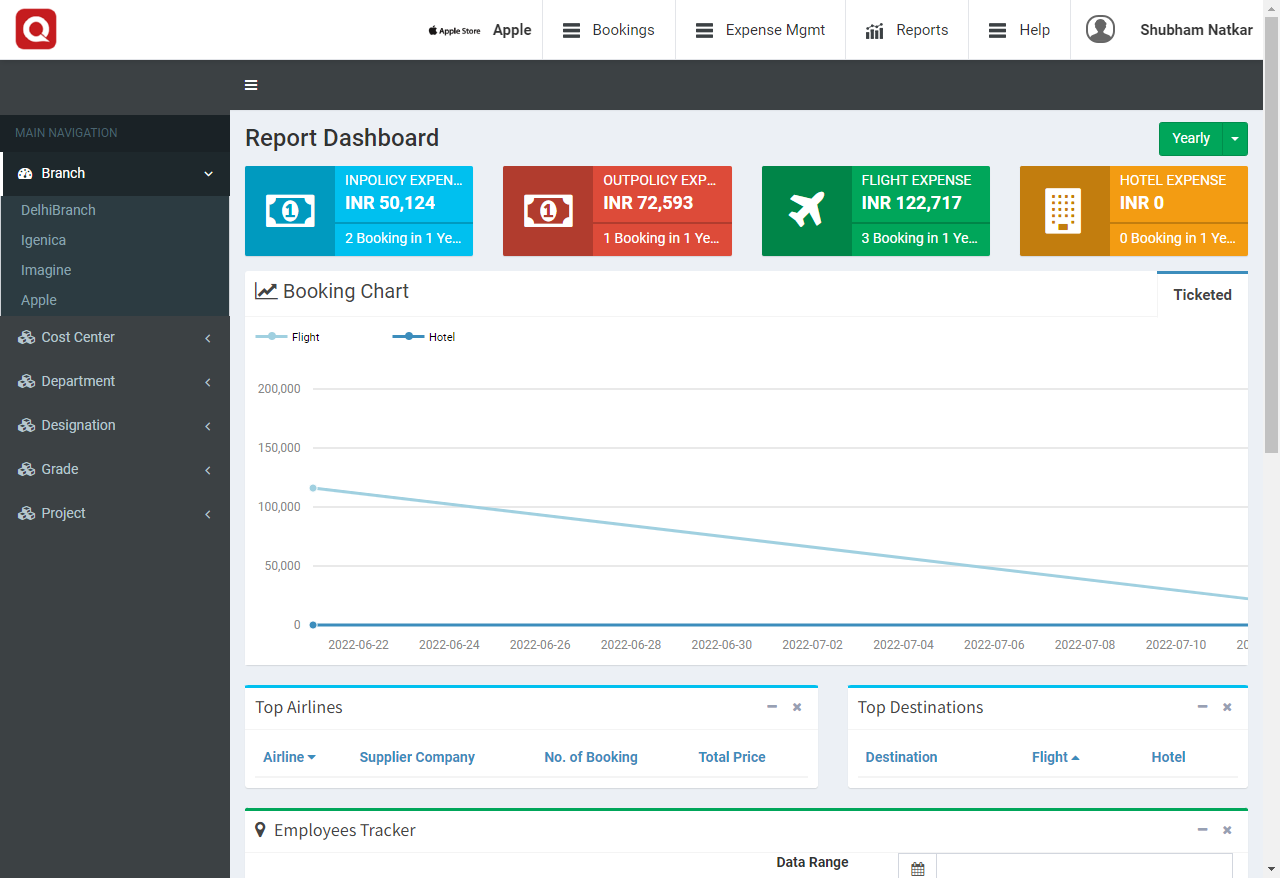 Apple Store Apple Bookings Expense Mgmt Reports Help Shubham Natkar
MAIN NAVIGATION
Branch
DelhiBranch
Igenica
Imagine
Apple
Cost Center
Department
Designation
Grade
Project
Report Dashboard
Yearly
INPOLICY EXPEN...
INR 50,124
2 Booking in 1 Ye...
OUTPOLICY EXP...
INR 72,593
1 Booking in 1 Ye...
FLIGHT EXPENSE
INR 122,717
3 Booking in 1 Ye...
HOTEL EXPENSE
INR 0
0 Booking in 1 Ye...
Booking Chart
Ticketed
Flight Hotel
200,000
150,000
100,000
50,000
0
2022-06-22 2022-06-24 2022-06-26 2022-06-28 2022-06-30 2022-07-02 2022-07-04 2022-07-06 2022-07-08 2022-07-10 20
Top Airlines
Airline Supplier Company No. of Booking Total Price
Top Destinations
Destination Flight Hotel
Employees Tracker
Data Range